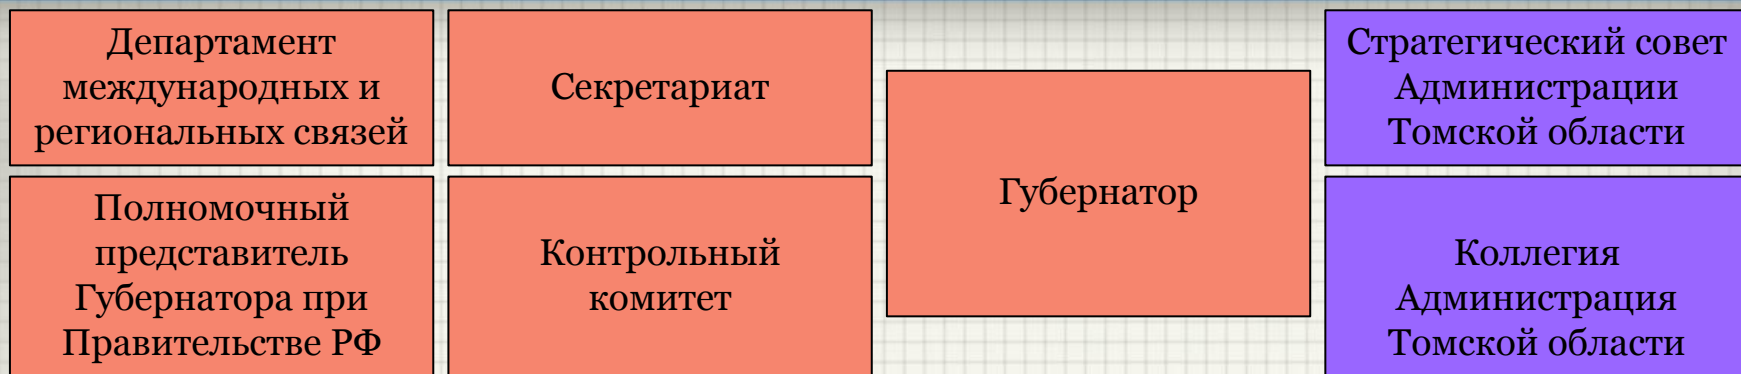 Департамент
международных и
региональных связей
Секретариат
Губернатор
Стратегический совет
Администрации
Томской области
Полномочный
представитель
Губернатора при
Правительстве РФ
Контрольный
комитет
Коллегия
Администрация
Томской области